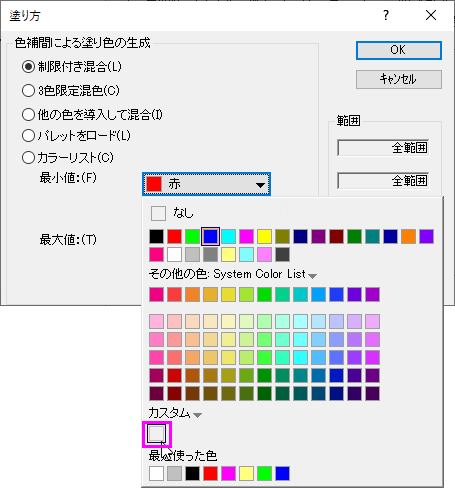 塗り方
色補間による塗り色の生成
制限付き混合(L)
3色限定混色(C)
他の色を導入して混合(I)
パレットをロード(L)
カラーリスト(C)
OK
キャンセル
範囲
最小値:(F)
赤
全範囲
全範囲
最大値:(T)
なし
その他の色: System Color List
カスタム
最近使った色